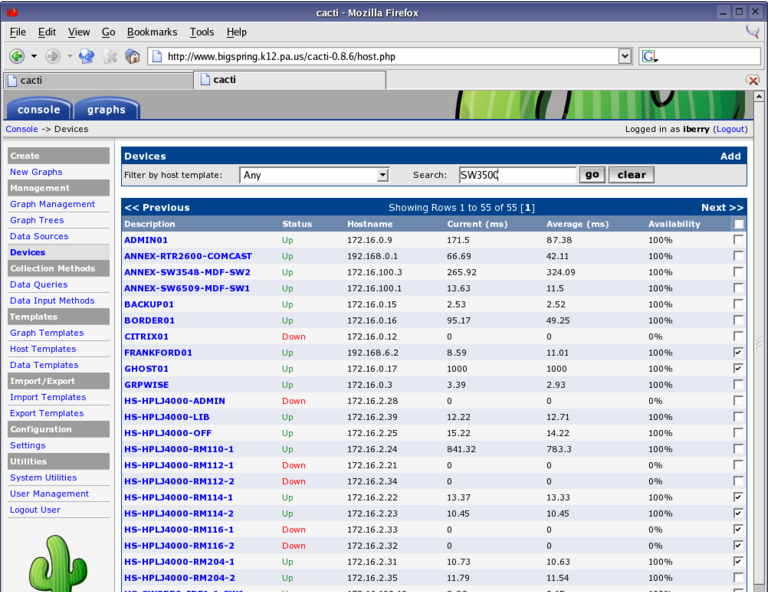 cacti - Mozilla Firefox
File Edit View Go Bookmarks Tools Help
http://www.bigspring.k12.pa.us/cacti-0.8.6/host.php
cacti cacti
console graphs
Console -> Devices Logged in as iberry (Logout)
Create
New Graphs
Management
Graph Management
Graph Trees
Data Sources
Devices
Collection Methods
Data Queries
Data Input Methods
Templates
Graph Templates
Host Templates
Data Templates
Import/Export
Import Templates
Export Templates
Configuration
Settings
Utilities
System Utilities
User Management
Logout User
Devices Add
Filter by host template: Any Search: SW350C go clear
<< Previous Showing Rows 1 to 55 of 55 [1] Next >>
Description Status Hostname Current (ms) Average (ms) Availability
ADMIN01 Up 172.16.0.9 171.5 87.38 100%
ANNEX-RTR2600-COMCAST Up 192.168.0.1 66.69 42.11 100%
ANNEX-SW3548-MDF-SW2 Up 172.16.100.3 265.92 324.09 100%
ANNEX-SW6509-MDF-SW1 Up 172.16.100.1 13.63 11.5 100%
BACKUP01 Up 172.16.0.15 2.53 2.52 100%
BORDER01 Up 172.16.0.16 95.17 49.25 100%
CITRIX01 Down 172.16.0.12 0 0 0%
FRANKFORD01 Up 192.168.6.2 8.59 11.01 100%
GHOST01 Up 172.16.0.17 1000 1000 100%
GRPWISE Up 172.16.0.3 3.39 2.93 100%
HS-HPLJ4000-ADMIN Down 172.16.2.28 0 0 0%
HS-HPLJ4000-LIB Up 172.16.2.39 12.22 12.71 100%
HS-HPLJ4000-OFF Up 172.16.2.25 15.22 14.22 100%
HS-HPLJ4000-RM110-1 Up 172.16.2.24 841.32 783.3 100%
HS-HPLJ4000-RM112-1 Down 172.16.2.21 0 0 0%
HS-HPLJ4000-RM112-2 Down 172.16.2.34 0 0 0%
HS-HPLJ4000-RM114-1 Up 172.16.2.22 13.37 13.33 100%
HS-HPLJ4000-RM114-2 Up 172.16.2.23 10.45 10.45 100%
HS-HPLJ4000-RM116-1 Down 172.16.2.33 0 0 0%
HS-HPLJ4000-RM116-2 Down 172.16.2.32 0 0 0%
HS-HPLJ4000-RM204-1 Up 172.16.2.31 10.73 10.63 100%
HS-HPLJ4000-RM204-2 Up 172.16.2.35 11.79 11.54 100%